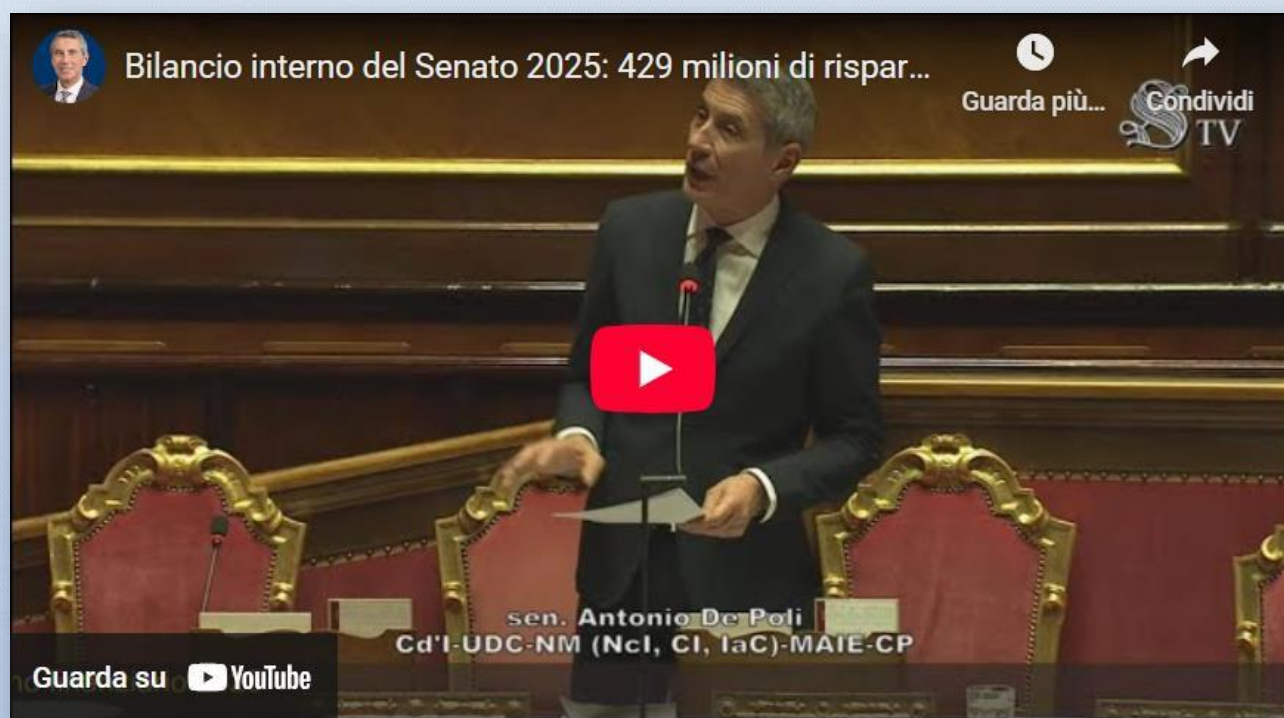 Bilancio interno del Senato 2025: 429 milioni di rispar...
Guarda più...
Condividi
TV
sen. Antonio De Poli
Cd'I-UDC-NM (NcI, CI, IaC)-MAIE-CP
Guarda su YouTube